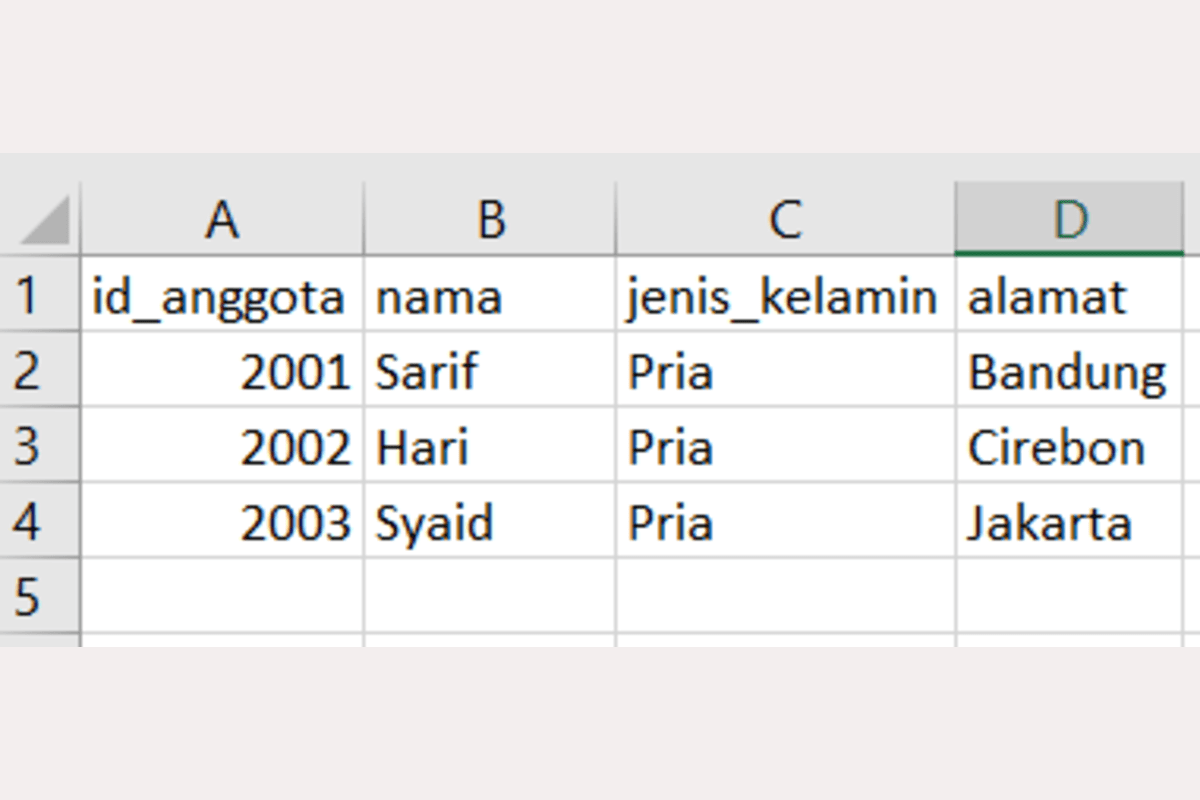 A B C D
1 id_anggota nama jenis_kelamin alamat
2 2001 Sarif Pria Bandung
3 2002 Hari Pria Cirebon
4 2003 Syaid Pria Jakarta
5